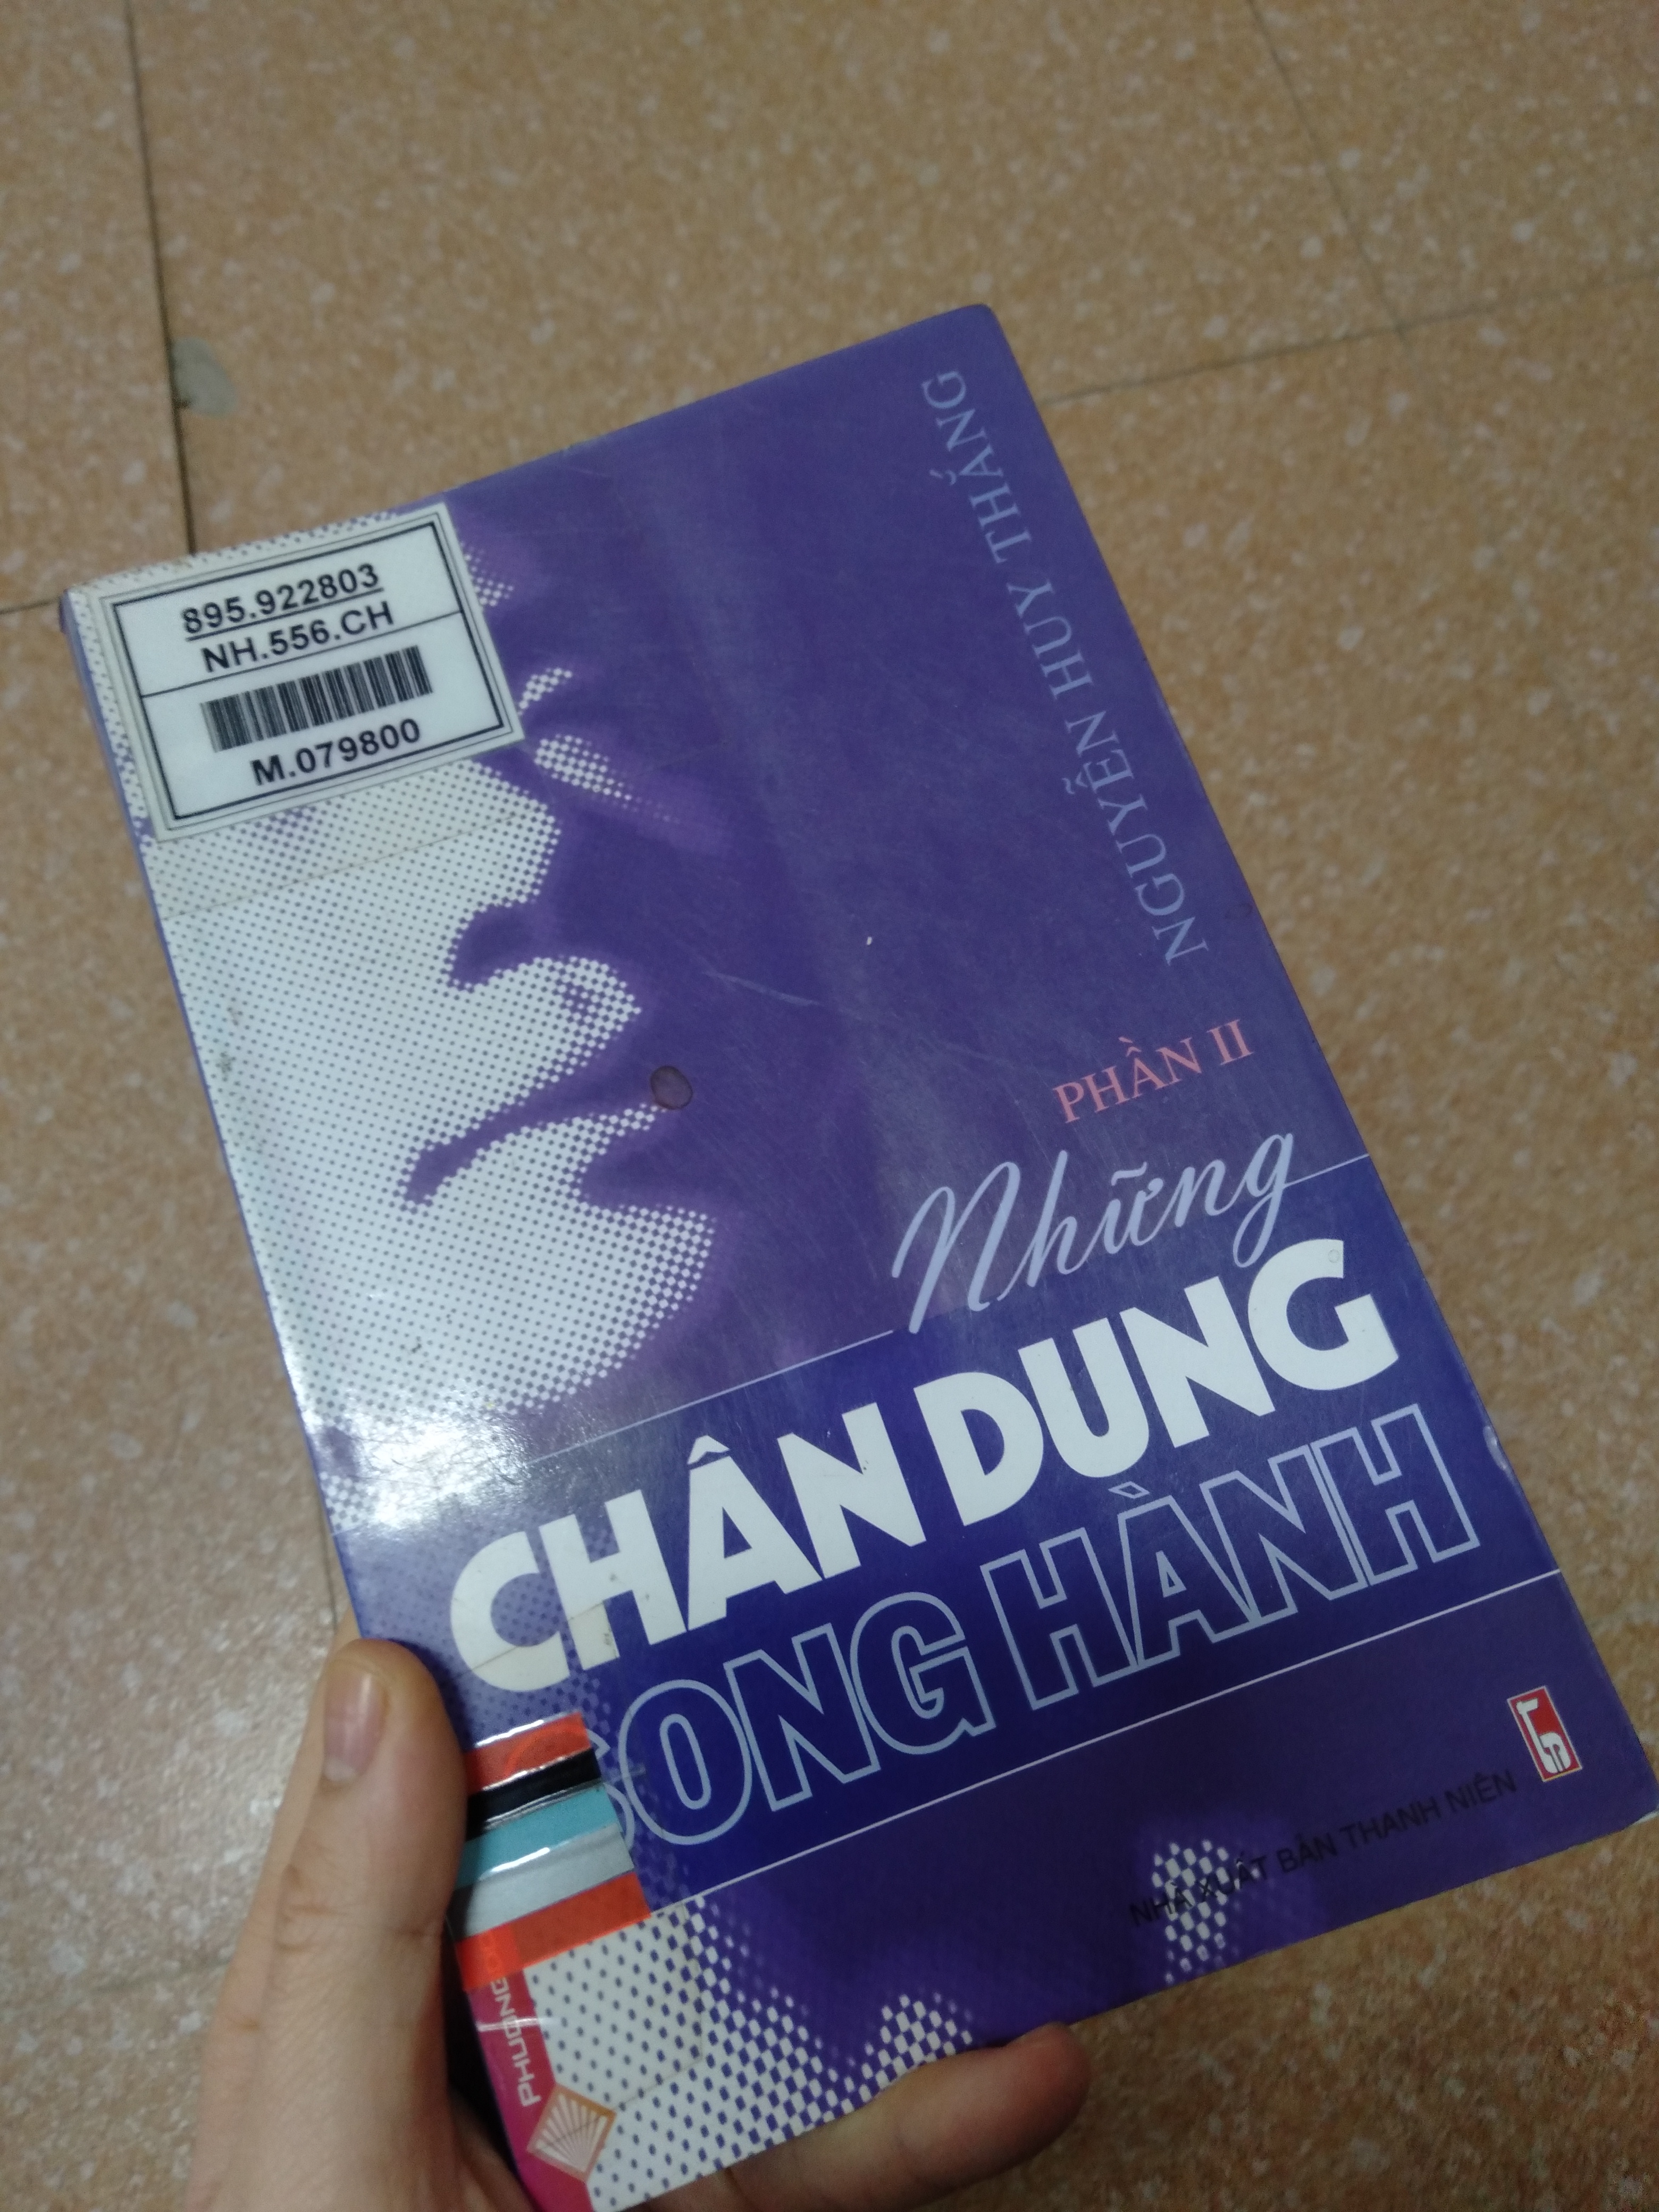 895.922803
NH.556.CH
M.079800
NGUYỄN HUY THẮNG
PHẦN II
Những
CHÂN DUNG
SONG HÀNH
NHÀ XUẤT BẢN THANH NIÊN
PHUONG